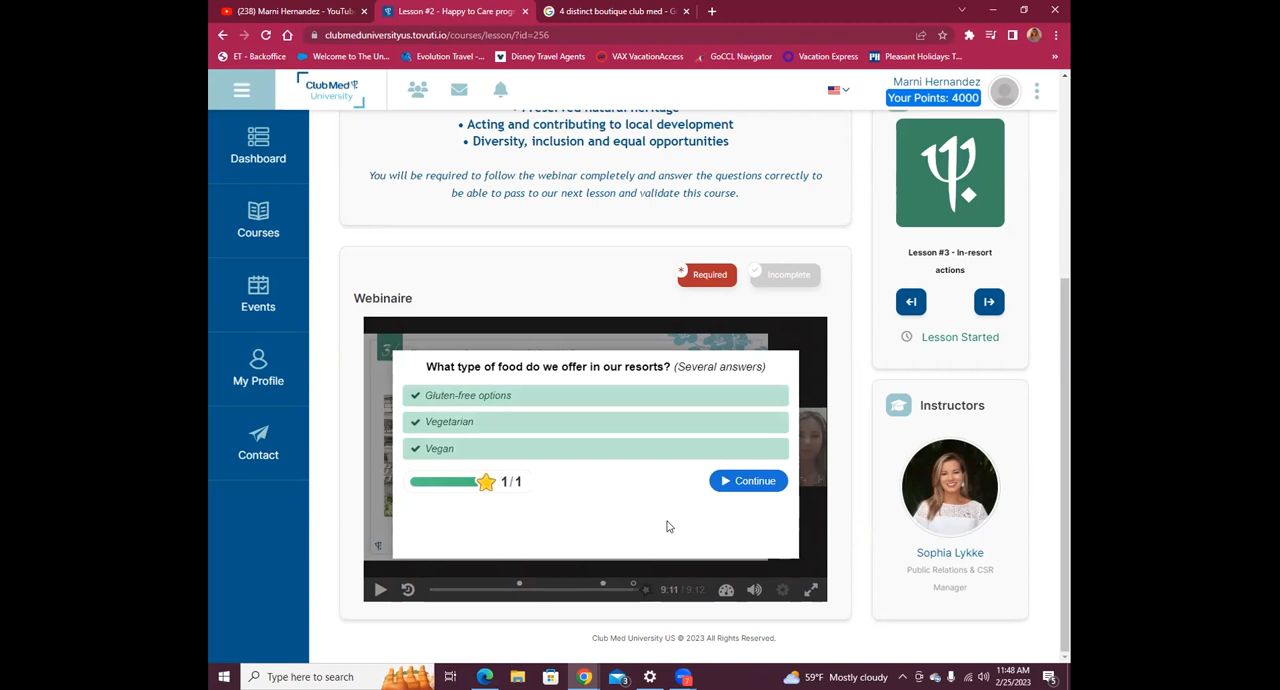 (238) Marni Hernandez - YouTub
Lesson #2 - Happy to Care prog
4 distinct boutique club med - G
clubmeduniversityus.tovuti.io/courses/lesson/?id=256
ET - Backoffice
Welcome to The Un...
Evolution Travel -...
Disney Travel Agents
VAX VacationAccess
GoCCL Navigator
Vacation Express
Pleasant Holidays: T...
Club Med
University
Marni Hernandez
Your Points: 4000
Dashboard
Courses
Events
My Profile
Contact
• Preserved natural heritage
• Acting and contributing to local development
• Diversity, inclusion and equal opportunities
You will be required to follow the webinar completely and answer the questions correctly to
be able to pass to our next lesson and validate this course.
* Required
Incomplete
Webinaire
What type of food do we offer in our resorts? (Several answers)
Gluten-free options
Vegetarian
Vegan
1/1
Continue
9:11 / 9:12
Lesson #3 - In-resort
actions
Lesson Started
Instructors
Sophia Lykke
Public Relations & CSR
Manager
Club Med University US © 2023 All Rights Reserved.
Type here to search
59°F Mostly cloudy
11:48 AM
2/25/2023